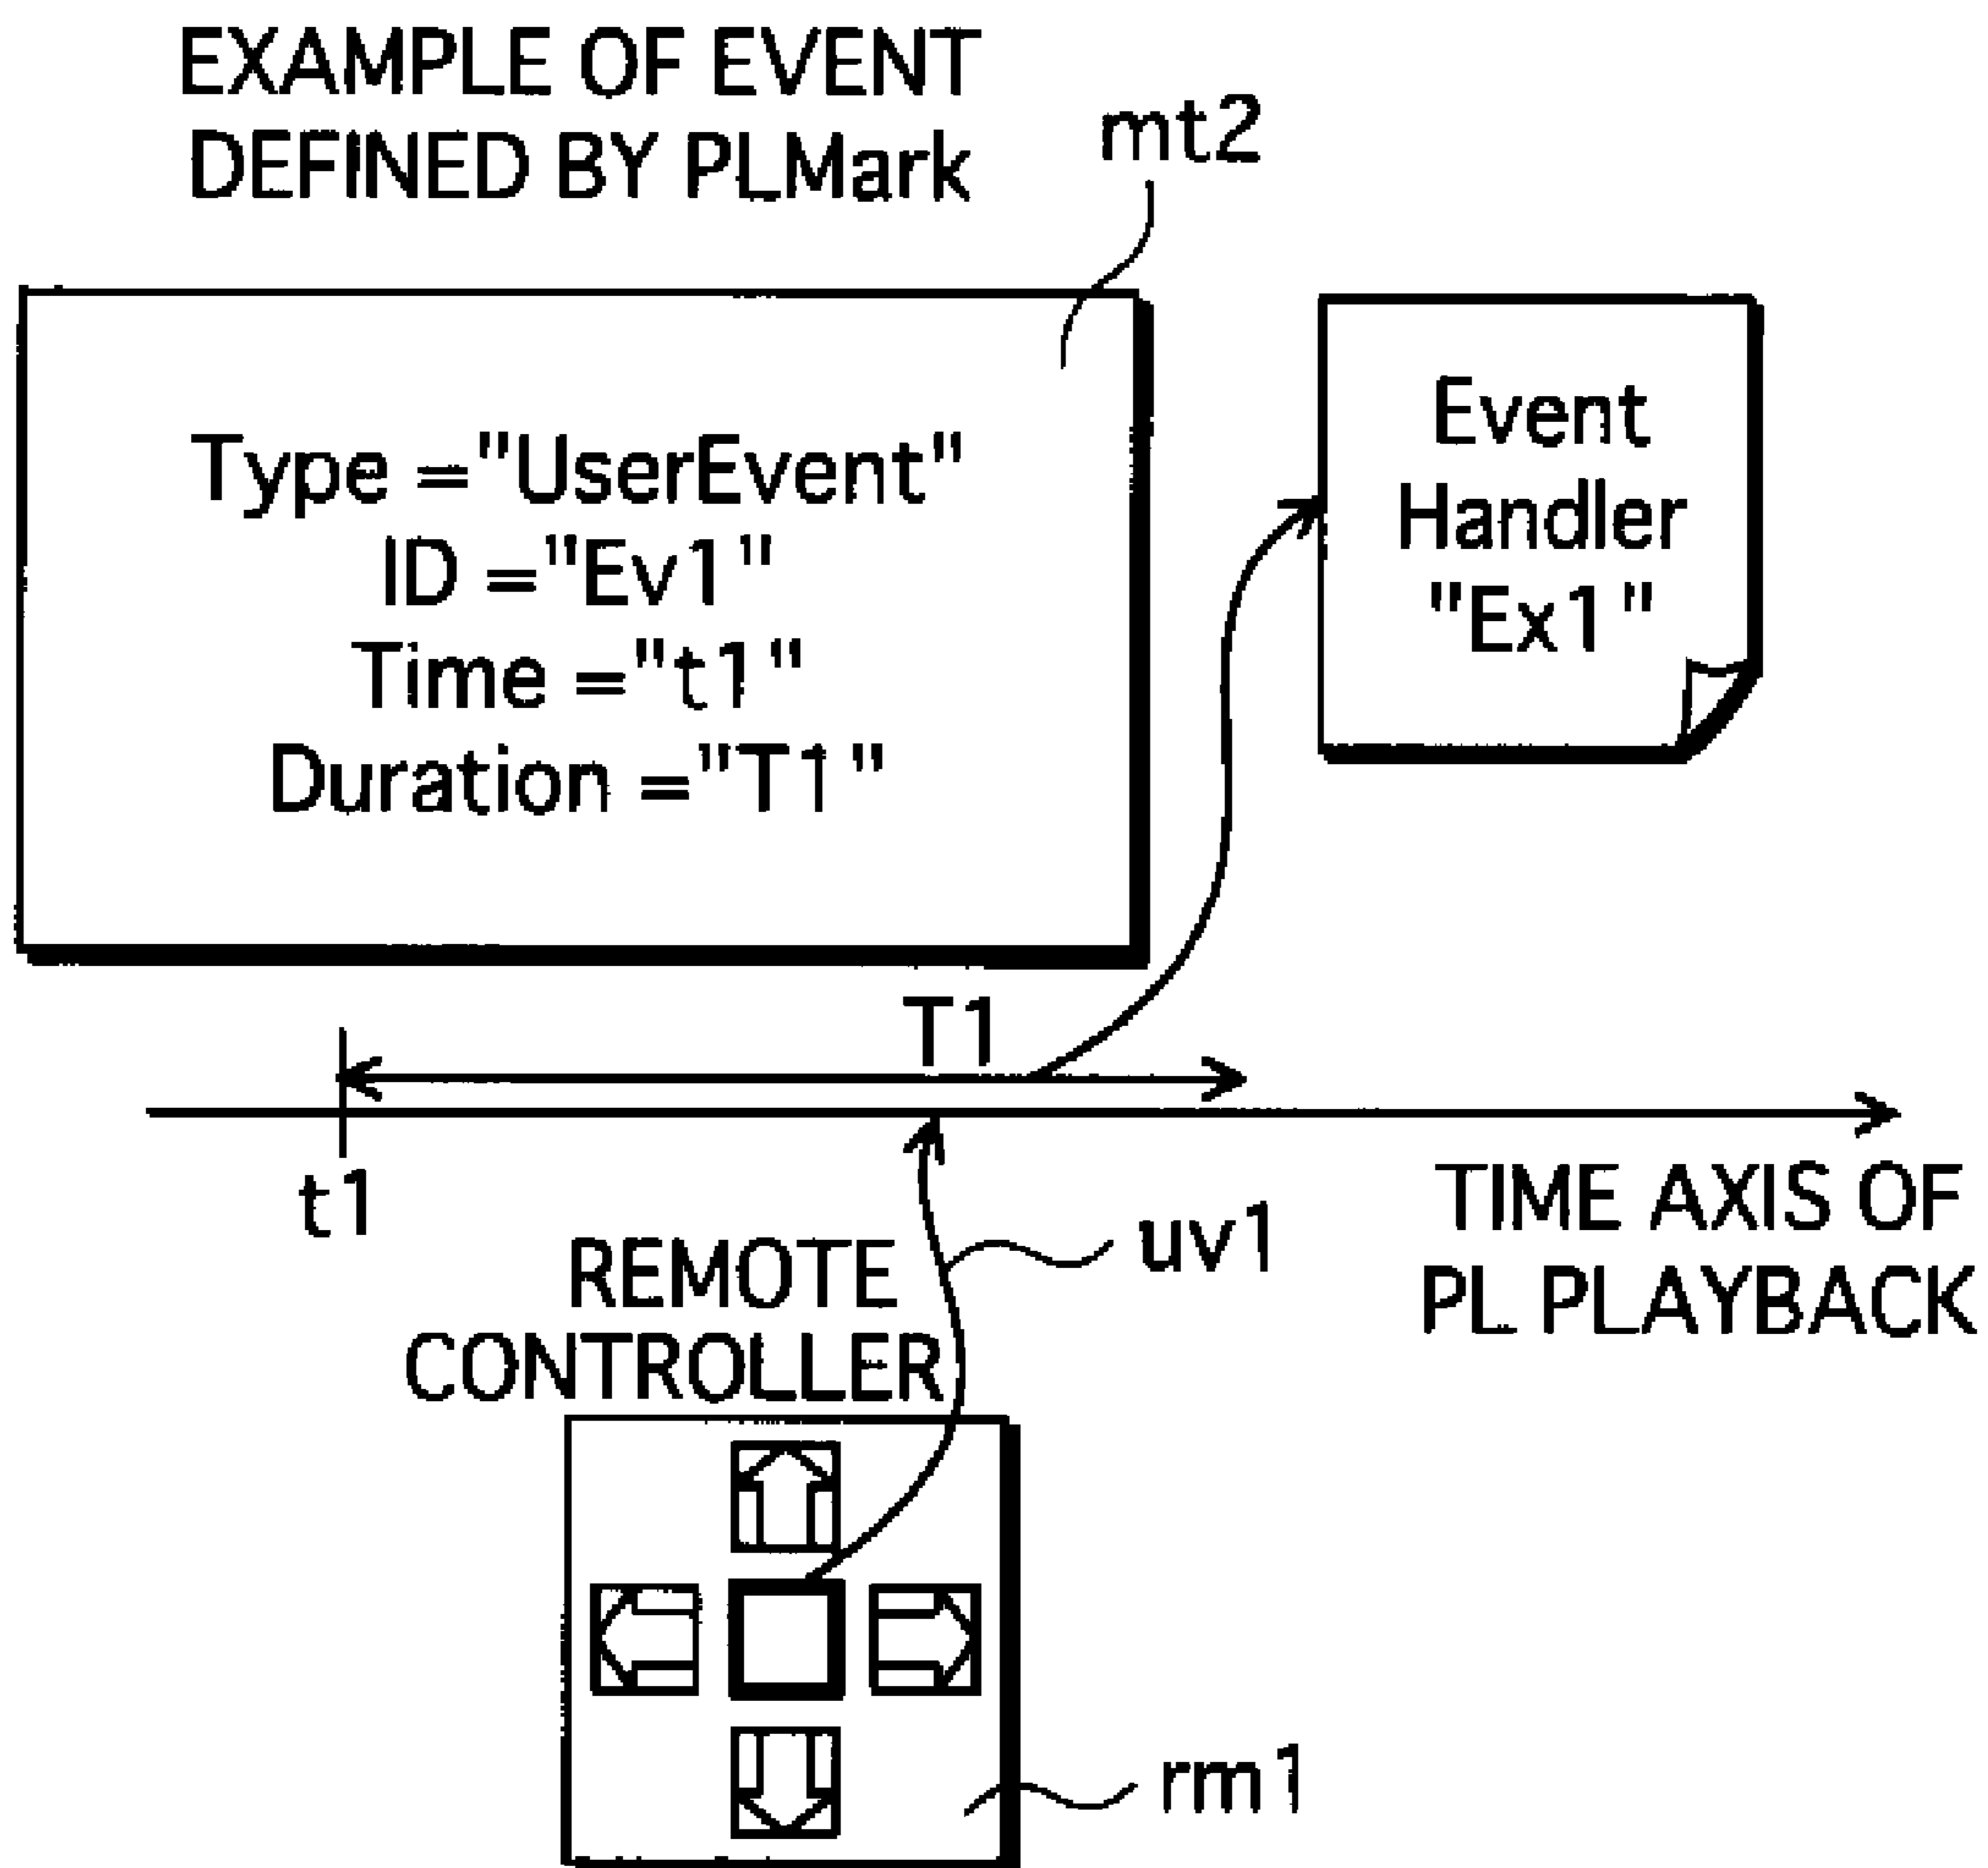 EXAMPLE OF EVENT
DEFINED BY PLMark
mt2
Type ="UserEvent"
ID ="Ev1"
Time ="t1"
Duration ="T1"
Event
Handler
"Ex1"
T1
t1
TIME AXIS OF
PL PLAYBACK
uv1
REMOTE
CONTROLLER
rm1